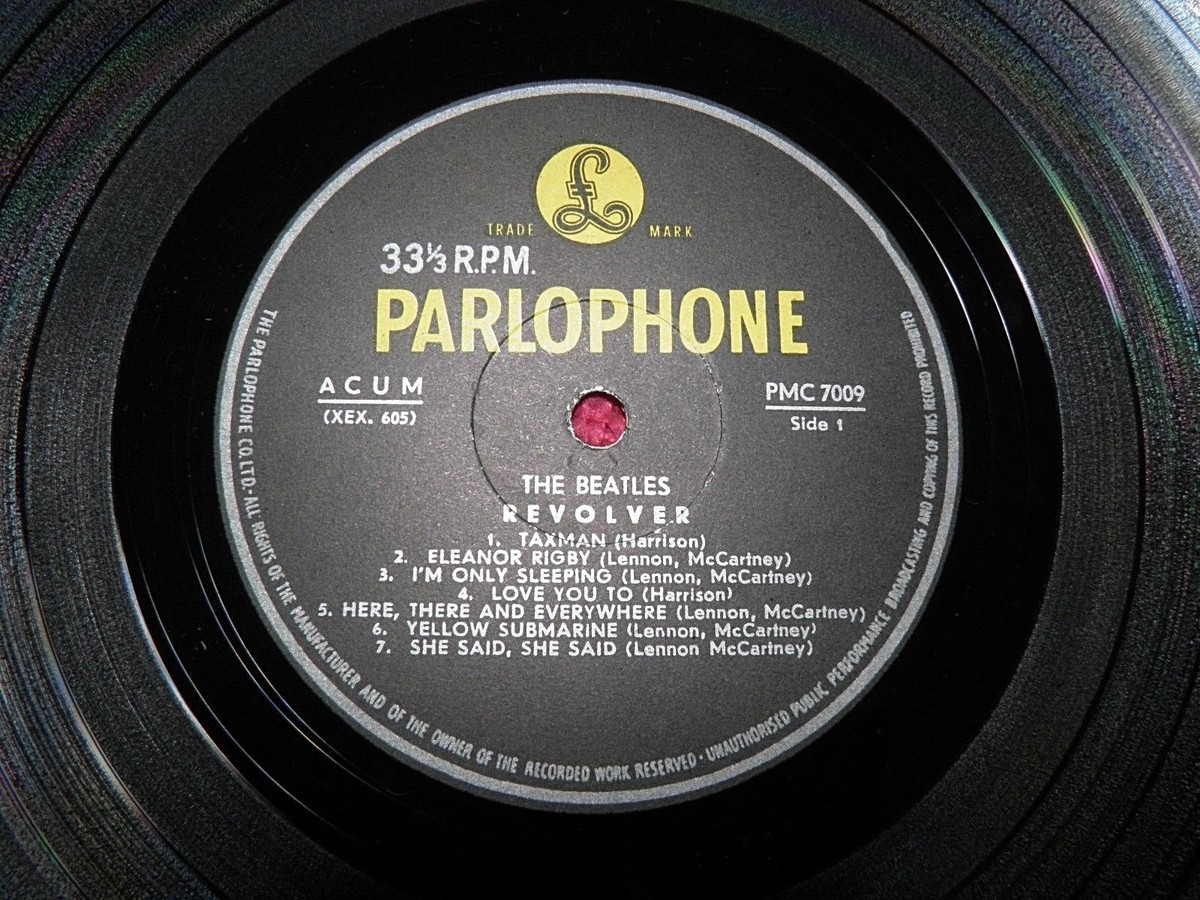 £
TRADE MARK
33⅓ R.P.M.
PARLOPHONE
ACUM
(XEX. 605)
PMC 7009
Side 1
THE BEATLES
REVOLVER
1. TAXMAN (Harrison)
2. ELEANOR RIGBY (Lennon, McCartney)
3. I'M ONLY SLEEPING (Lennon, McCartney)
4. LOVE YOU TO (Harrison)
5. HERE, THERE AND EVERYWHERE (Lennon, McCartney)
6. YELLOW SUBMARINE (Lennon, McCartney)
7. SHE SAID, SHE SAID (Lennon McCartney)
THE PARLOPHONE CO. LTD. · ALL RIGHTS OF THE MANUFACTURER AND OF THE OWNER OF THE RECORDED WORK RESERVED · UNAUTHORISED PUBLIC PERFORMANCE BROADCASTING AND COPYING OF THIS RECORD PROHIBITED